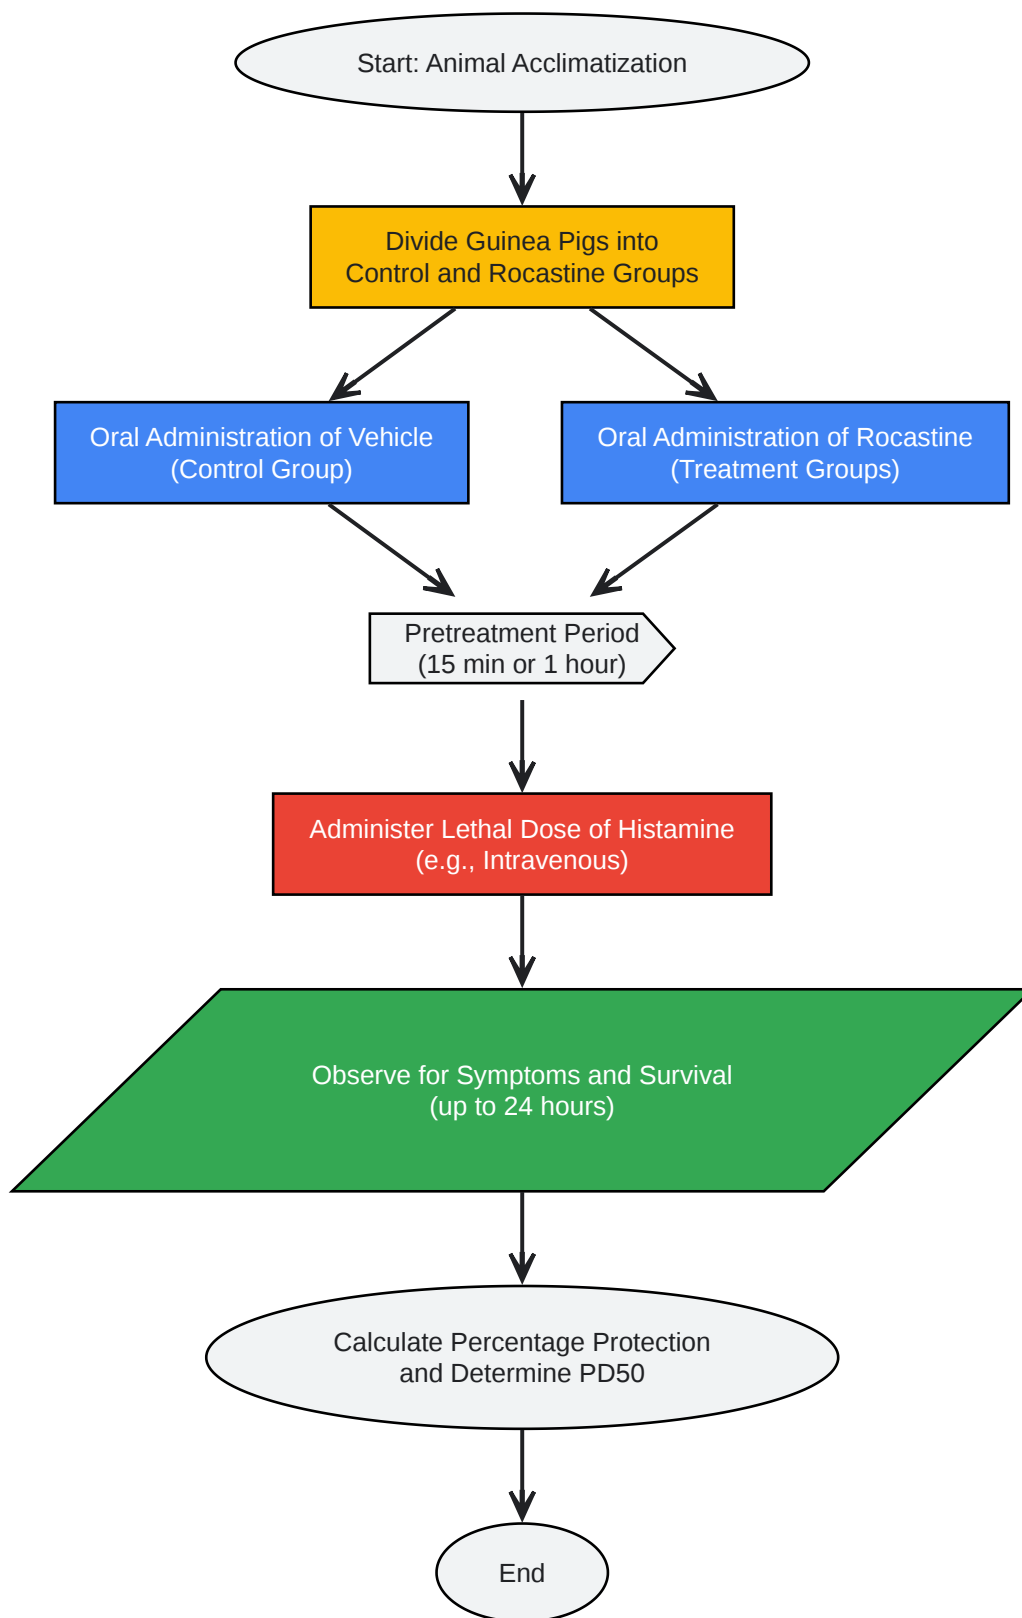 Start: Animal Acclimatization
Divide Guinea Pigs into
Control and Rocastine Groups
Oral Administration of Vehicle
(Control Group)
Oral Administration of Rocastine
(Treatment Groups)
Pretreatment Period
(15 min or 1 hour)
Administer Lethal Dose of Histamine
(e.g., Intravenous)
Observe for Symptoms and Survival
(up to 24 hours)
Calculate Percentage Protection
and Determine PD50
End